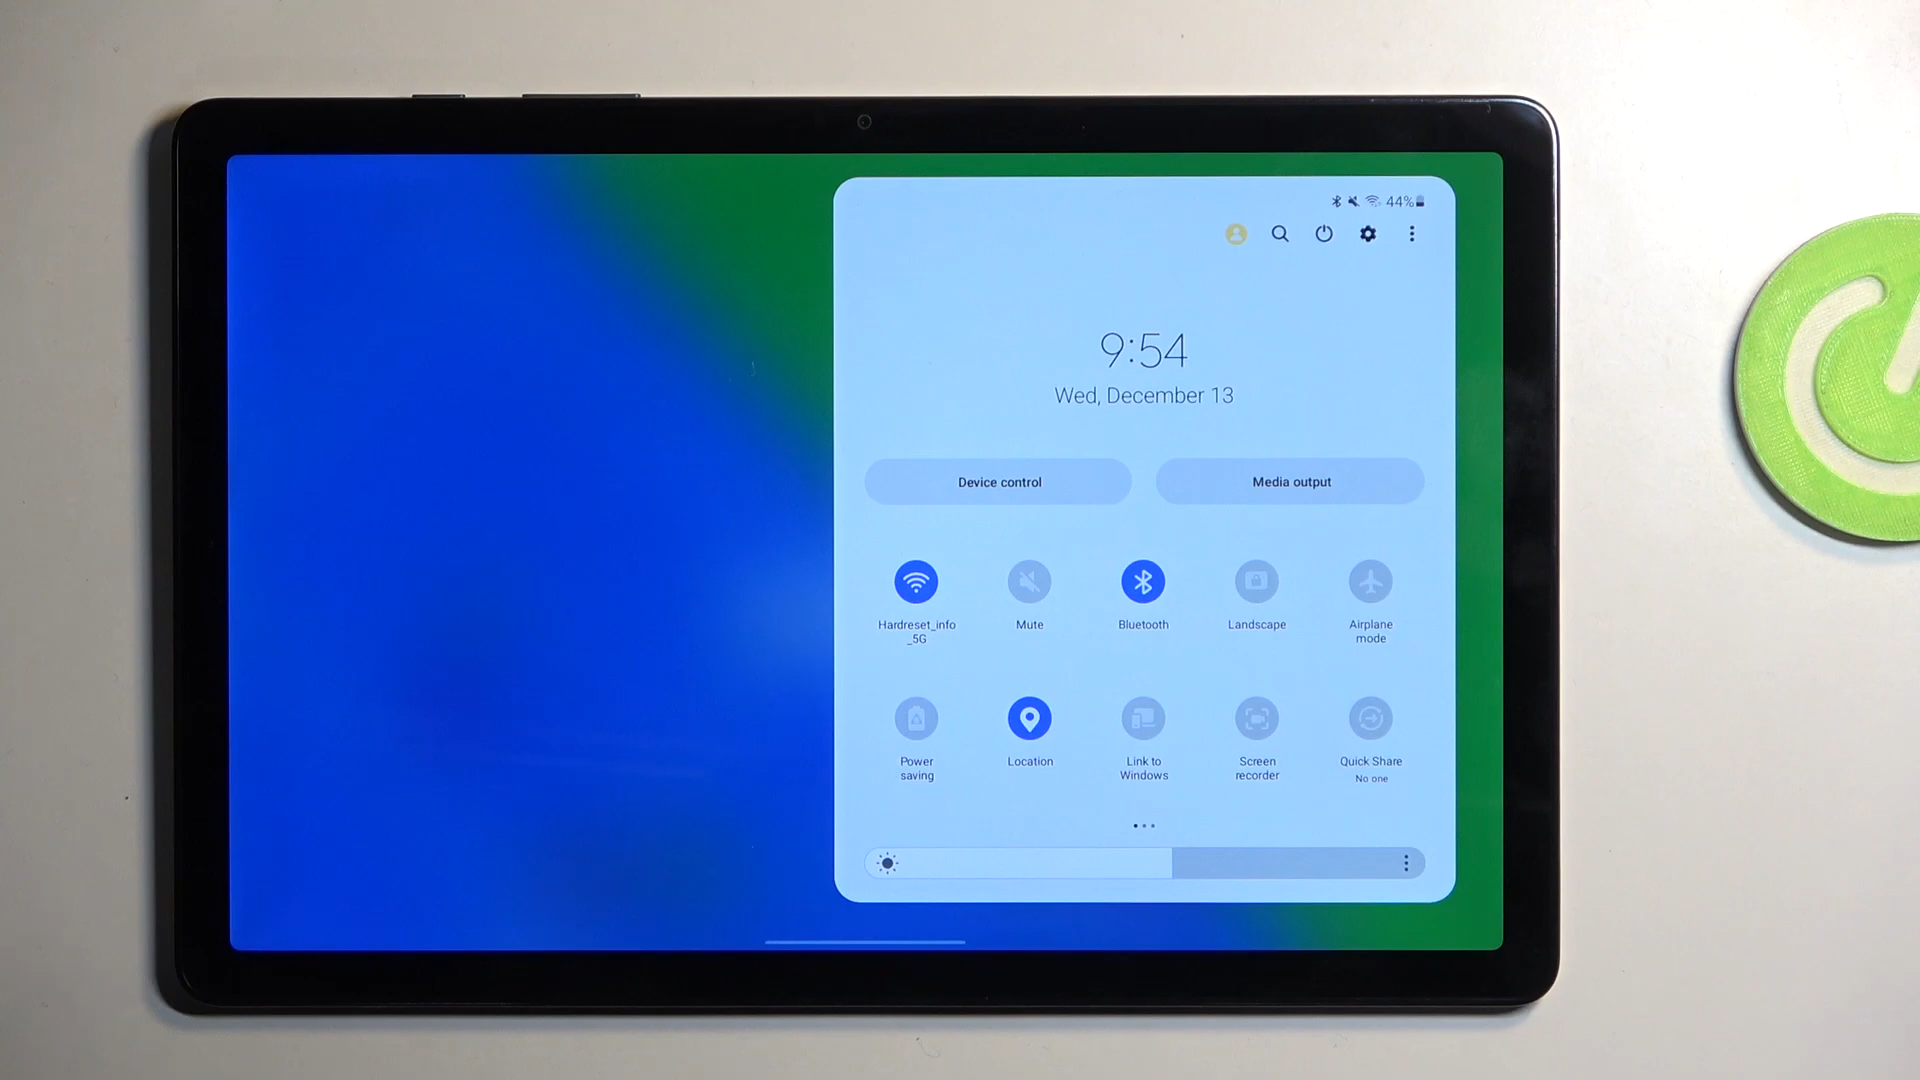 44%
9:54
Wed, December 13
Device control
Media output
Hardreset_info
_5G
Mute
Bluetooth
Landscape
Airplane
mode
Power
saving
Location
Link to
Windows
Screen
recorder
Quick Share
No one